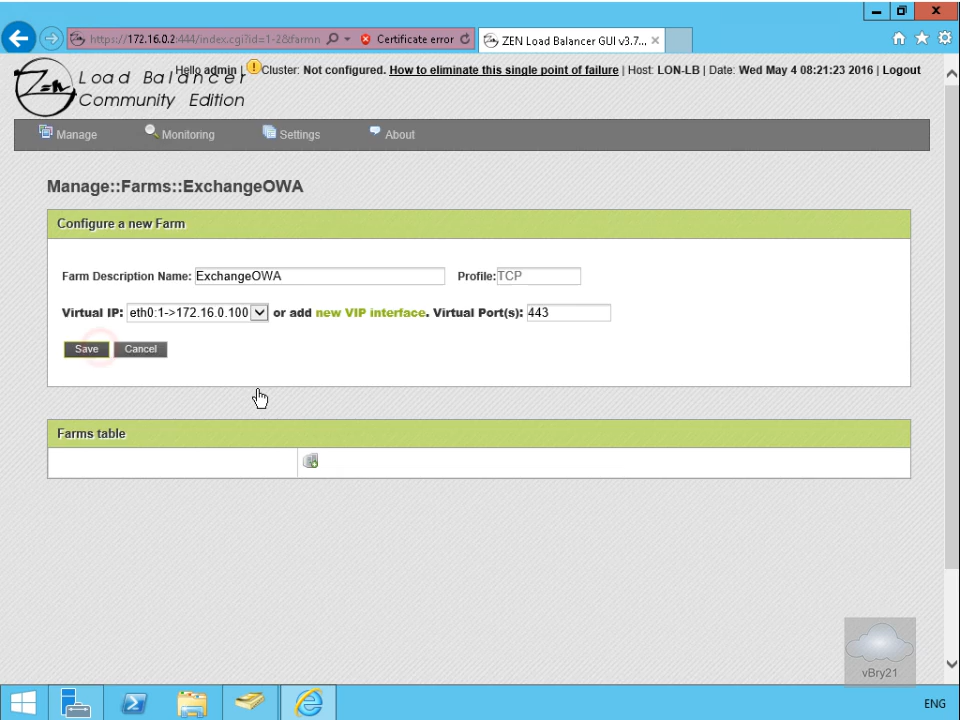 https://172.16.0.2:444/index.cgi?id=1-2&farmn
Certificate error
ZEN Load Balancer GUI v3.7...
Load Balancer
Community Edition
Hello admin | Cluster: Not configured. How to eliminate this single point of failure | Host: LON-LB | Date: Wed May 4 08:21:23 2016 | Logout
Zen
Manage Monitoring Settings About
Manage::Farms::ExchangeOWA
Configure a new Farm
Farm Description Name: ExchangeOWA Profile: TCP
Virtual IP: eth0:1->172.16.0.100 or add new VIP interface. Virtual Port(s): 443
Save Cancel
Farms table
vBry21
ENG